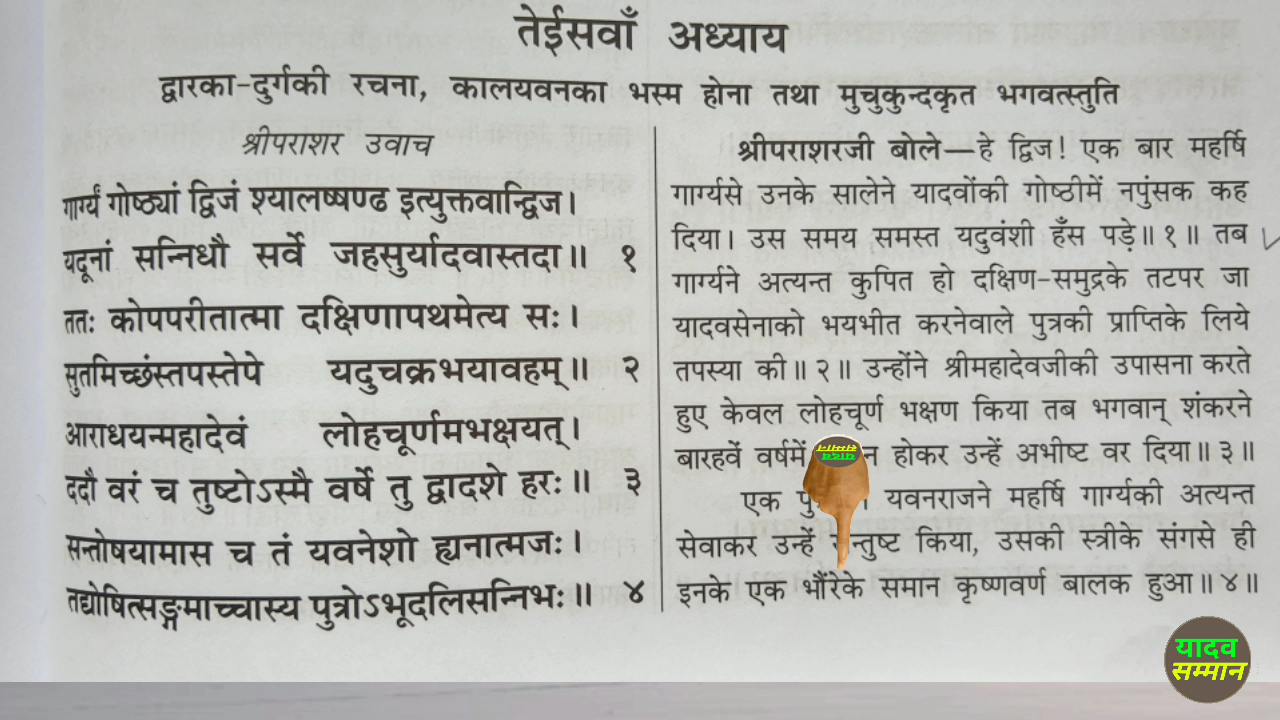 तेईसवाँ अध्याय
द्वारका-दुर्गकी रचना, कालयवनका भस्म होना तथा मुचुकुन्दकृत भगवत्स्तुति
श्रीपराशर उवाच
गार्ग्यं गोष्ठ्यां द्विजं श्यालष्षण्ढ इत्युक्तवान्द्विज।
यदूनां सन्निधौ सर्वे जहसुर्यादवास्तदा॥ १
ततः कोपपरीतात्मा दक्षिणापथमेत्य सः।
सुतमिच्छंस्तपस्तेपे यदुचक्रभयावहम्॥ २
आराधयन्महादेवं लोहचूर्णमभक्षयत्।
ददौ वरं च तुष्टोऽस्मै वर्षे तु द्वादशे हरः॥ ३
सन्तोषयामास च तं यवनेशो ह्यनात्मजः।
तद्योषित्सङ्गमाच्चास्य पुत्रोऽभूदलिसन्निभः॥ ४
श्रीपराशरजी बोले—हे द्विज! एक बार महर्षि
गार्ग्यसे उनके सालेने यादवोंकी गोष्ठीमें नपुंसक कह
दिया। उस समय समस्त यदुवंशी हँस पड़े॥ १॥ तब
गार्ग्यने अत्यन्त कुपित हो दक्षिण-समुद्रके तटपर जा
यादवसेनाको भयभीत करनेवाले पुत्रकी प्राप्तिके लिये
तपस्या की॥ २॥ उन्होंने श्रीमहादेवजीकी उपासना करते
हुए केवल लोहचूर्ण भक्षण किया तब भगवान् शंकरने
बारहवें वर्षमें होकर उन्हें अभीष्ट वर दिया॥ ३॥
एक यवनराजने महर्षि गार्ग्यकी अत्यन्त
सेवाकर उन्हें सन्तुष्ट किया, उसकी स्त्रीके संगसे ही
इनके एक भौंरेके समान कृष्णवर्ण बालक हुआ॥ ४॥
यादव
सम्मान
यादव
सम्मान